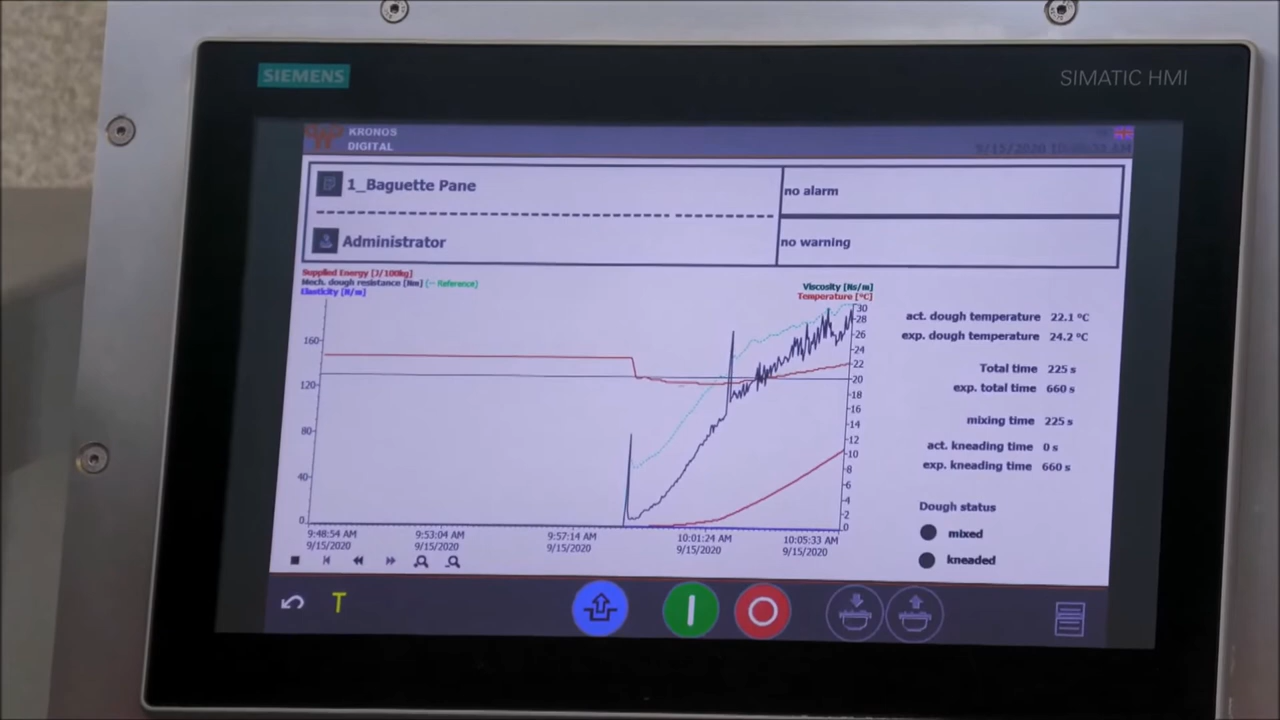 SIEMENS
SIMATIC HMI
KRONOS
DIGITAL
1_Baguette Pane
no alarm
Administrator
no warning
Supplied Energy [J/100kg]
Mech. dough resistance [Nm] (-- Reference)
Elasticity [N/m]
Viscosity [Ns/m]
Temperature [°C]
160
120
80
40
0
30
28
26
24
22
20
18
16
14
12
10
8
6
4
2
0
9:48:54 AM
9/15/2020
9:53:04 AM
9/15/2020
9:57:14 AM
9/15/2020
10:01:24 AM
9/15/2020
10:05:33 AM
9/15/2020
act. dough temperature 22.1 °C
exp. dough temperature 24.2 °C
Total time 225 s
exp. total time 660 s
mixing time 225 s
act. kneading time 0 s
exp. kneading time 660 s
Dough status
mixed
kneaded
T